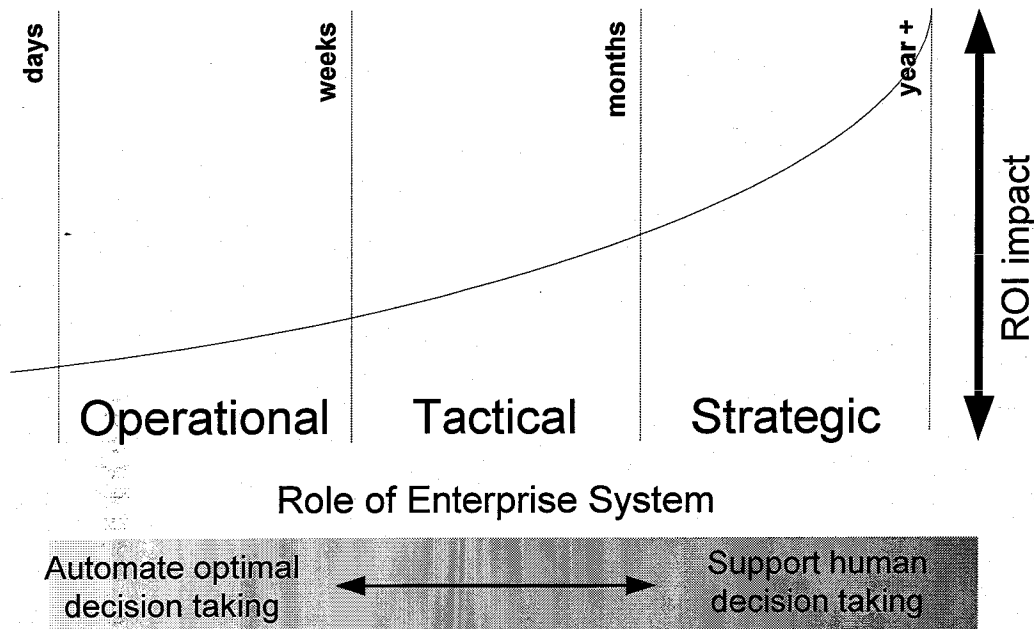 days
weeks
months
year +
ROI impact
Operational
Tactical
Strategic
Role of Enterprise System
Automate optimal
decision taking
Support human
decision taking